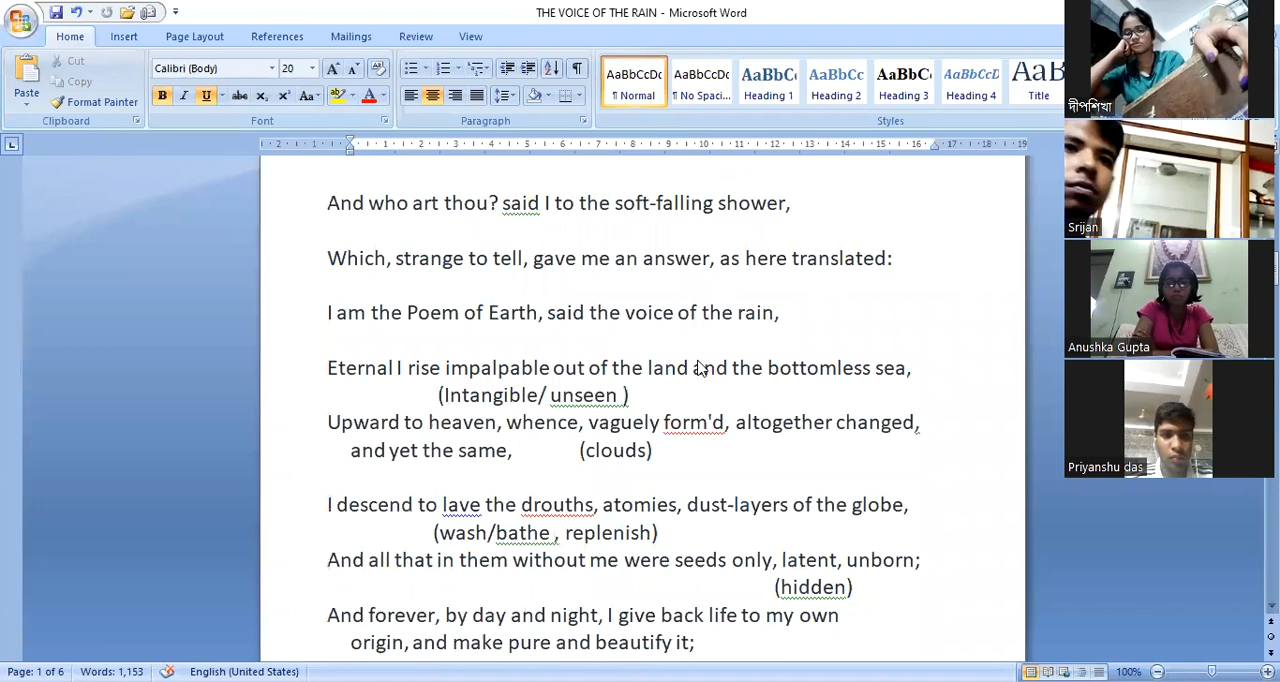 THE VOICE OF THE RAIN - Microsoft Word
Home Insert Page Layout References Mailings Review View
Paste
Cut
Copy
Format Painter
Calibri (Body) 20
AaBbCcDc AaBbCcDc AaBbC AaBbCc AaBbCc AaBbCcD AaB
¶ Normal ¶ No Spaci... Heading 1 Heading 2 Heading 3 Heading 4 Title
Clipboard Font Paragraph Styles
And who art thou? said I to the soft-falling shower,
Which, strange to tell, gave me an answer, as here translated:
I am the Poem of Earth, said the voice of the rain,
Eternal I rise impalpable out of the land and the bottomless sea,
(Intangible/ unseen )
Upward to heaven, whence, vaguely form'd, altogether changed,
and yet the same, (clouds)
I descend to lave the drouths, atomies, dust-layers of the globe,
(wash/bathe , replenish)
And all that in them without me were seeds only, latent, unborn;
(hidden)
And forever, by day and night, I give back life to my own
origin, and make pure and beautify it;
Page: 1 of 6 Words: 1,153 English (United States) 100%
দীপশিখা
Srijan
Anushka Gupta
Priyanshu das